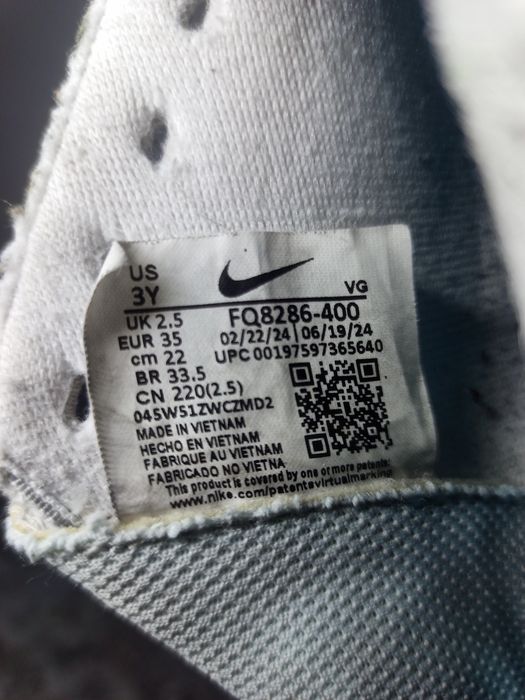 US
3Y
VG
UK 2.5
FQ8286-400
EUR 35
02/22/24 | 06/19/24
cm 22
UPC 00197597365640
BR 33.5
CN 220(2.5)
045W51ZWCZMD2
MADE IN VIETNAM
HECHO EN VIETNAM
FABRIQUE AU VIETNAM
FABRICADO NO VIETNA
This product is covered by one or more patents.
www.nike.com/patentsvirtualmarking